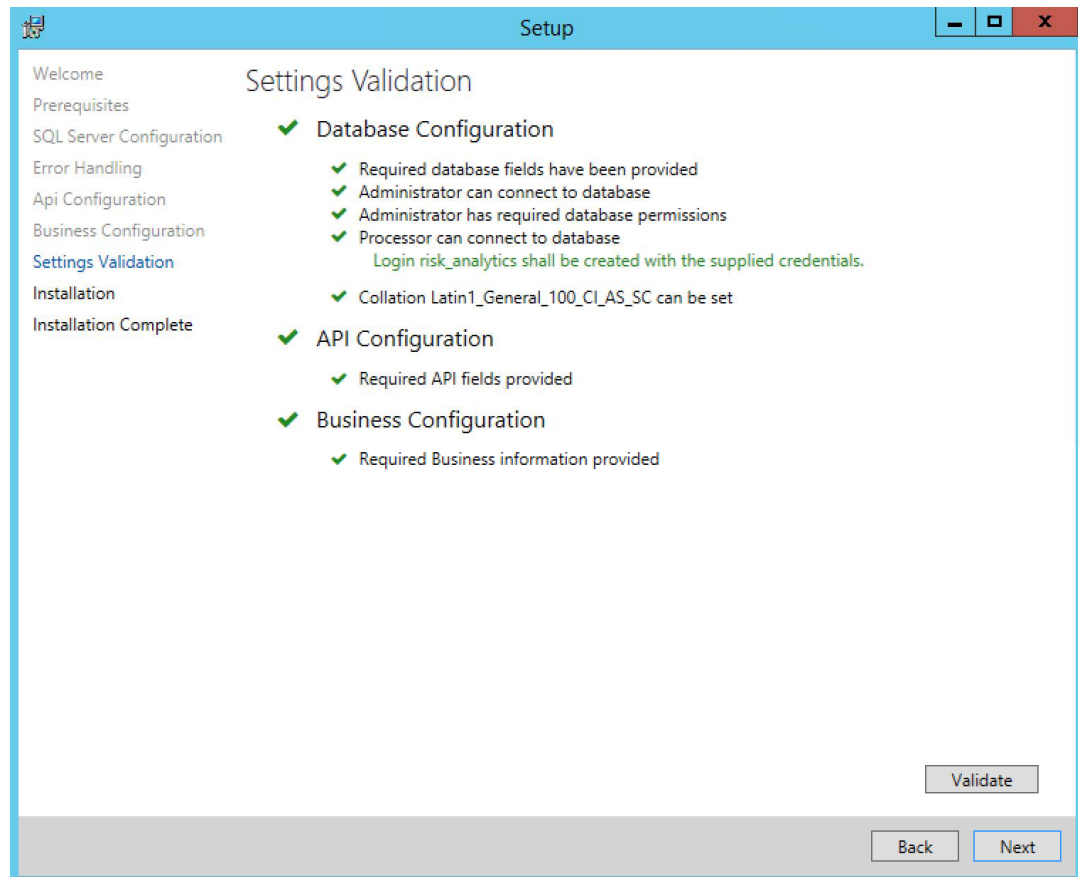 Setup
Welcome
Prerequisites
SQL Server Configuration
Error Handling
Api Configuration
Business Configuration
Settings Validation
Installation
Installation Complete
Settings Validation
Database Configuration
Required database fields have been provided
Administrator can connect to database
Administrator has required database permissions
Processor can connect to database
Login risk_analytics shall be created with the supplied credentials.
Collation Latin1_General_100_CI_AS_SC can be set
API Configuration
Required API fields provided
Business Configuration
Required Business information provided
Validate
Back
Next